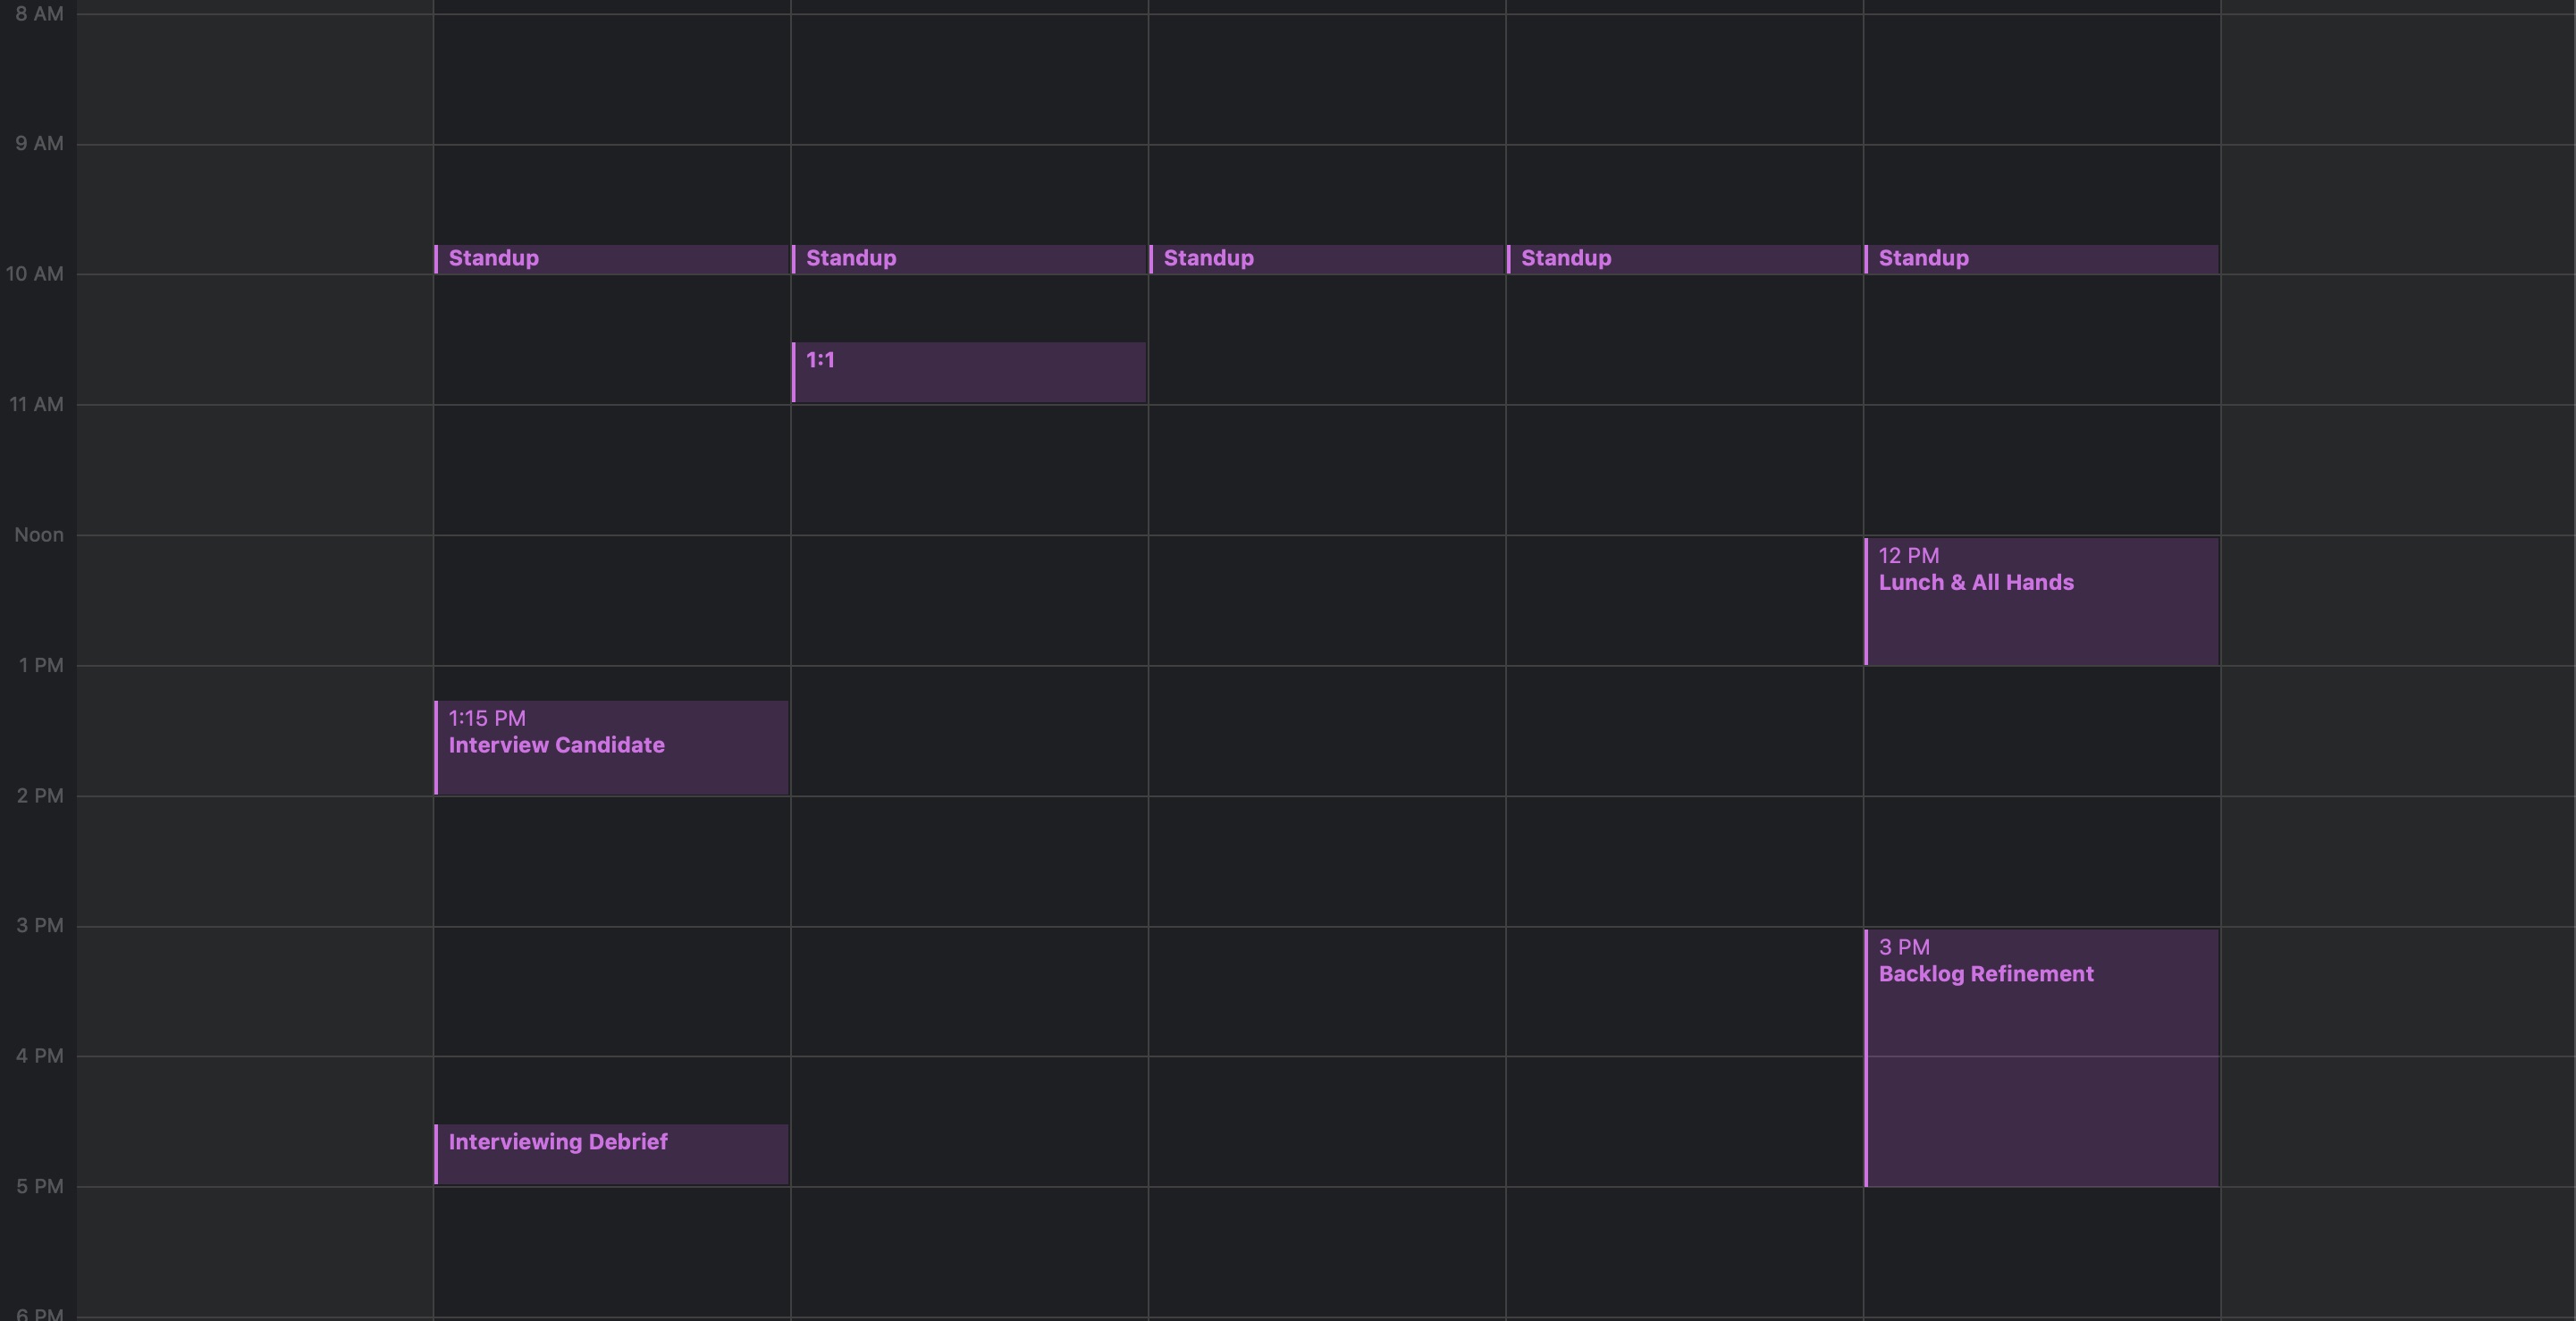 8 AM
9 AM
Standup Standup Standup Standup Standup
10 AM
1:1
11 AM
Noon
12 PM
Lunch & All Hands
1 PM
1:15 PM
Interview Candidate
2 PM
3 PM
3 PM
Backlog Refinement
4 PM
Interviewing Debrief
5 PM
6 PM